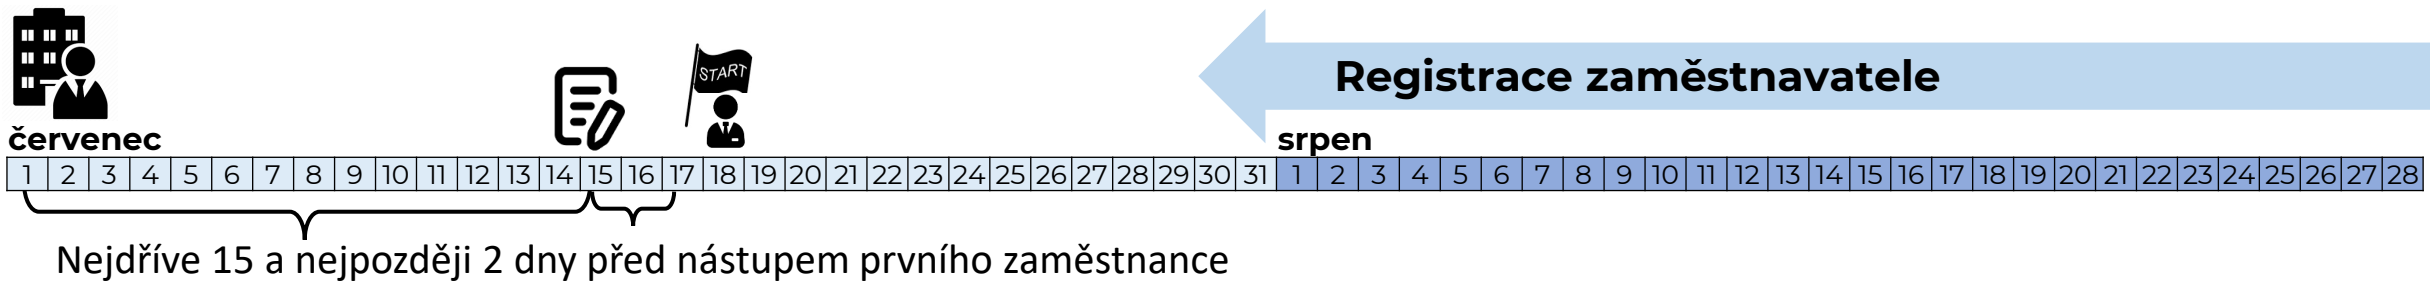 START
Registrace zaměstnavatele
červenec srpen
1 2 3 4 5 6 7 8 9 10 11 12 13 14 15 16 17 18 19 20 21 22 23 24 25 26 27 28 29 30 31 1 2 3 4 5 6 7 8 9 10 11 12 13 14 15 16 17 18 19 20 21 22 23 24 25 26 27 28
Nejdříve 15 a nejpozději 2 dny před nástupem prvního zaměstnance